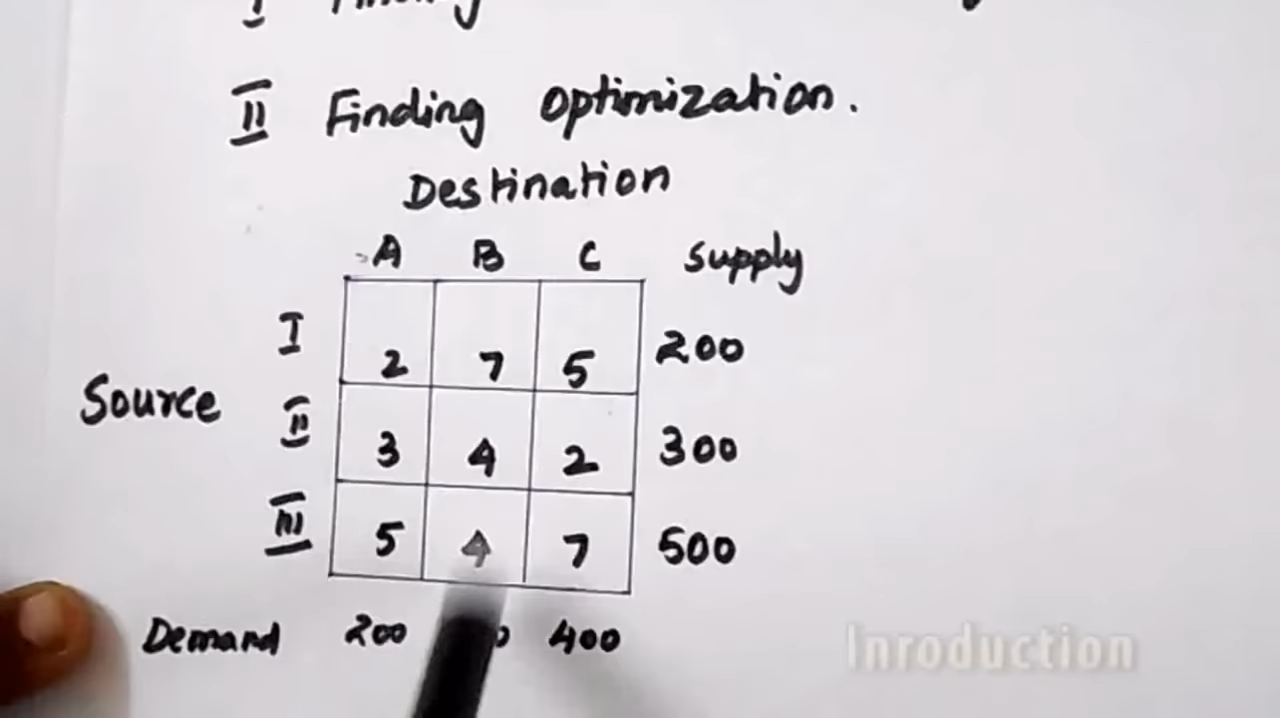 I Finding
II Finding Optimization.
Destination
A B C Supply
I 2 7 5 200
Source II 3 4 2 300
III 5 4 7 500
Demand 200 400
Inroduction